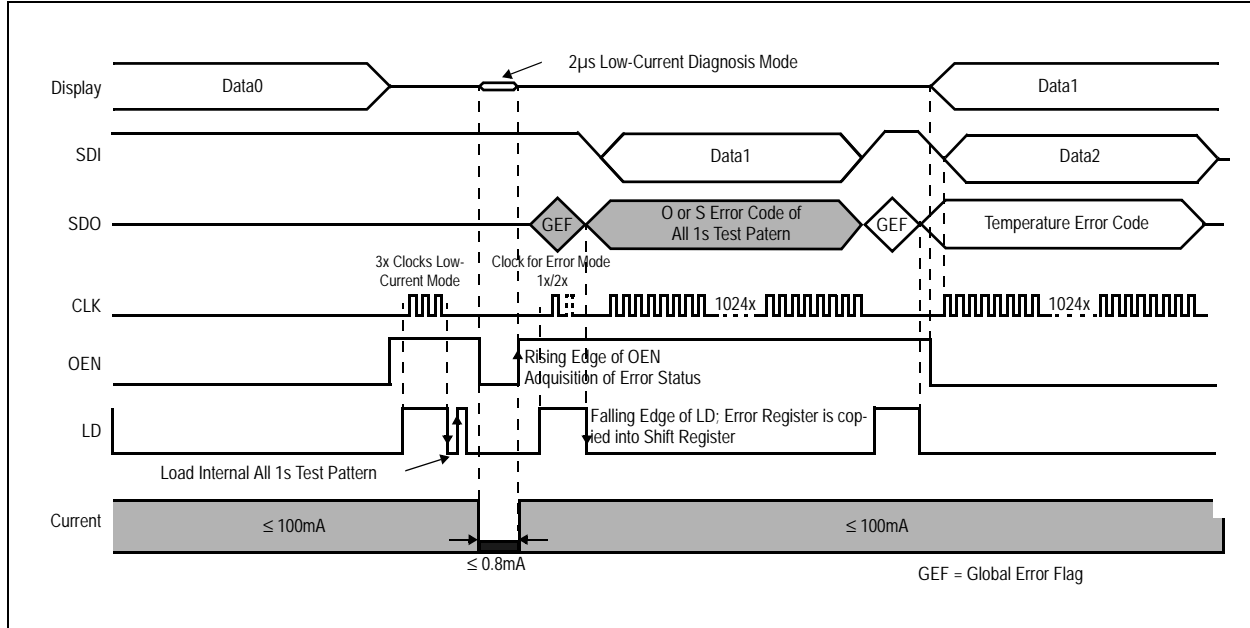 2µs Low-Current Diagnosis Mode
Display
Data0
Data1
SDI
Data1
Data2
SDO
GEF
O or S Error Code of
All 1s Test Patern
GEF
Temperature Error Code
3x Clocks Low-
Current Mode
Clock for Error Mode
1x/2x
CLK
1024x
1024x
OEN
Rising Edge of OEN
Acquisition of Error Status
LD
Falling Edge of LD; Error Register is cop-
ied into Shift Register
Load Internal All 1s Test Pattern
Current
≤ 100mA
≤ 100mA
≤ 0.8mA
GEF = Global Error Flag